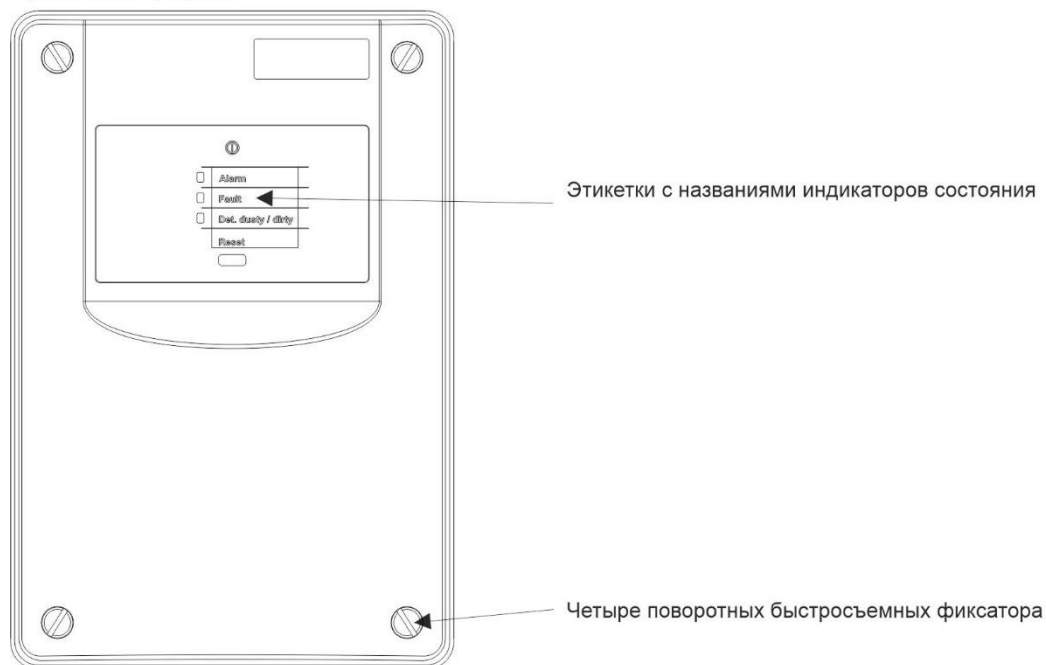 Alarm
Fault
Det. dusty / dirty
Reset
Этикетки с названиями индикаторов состояния
Четыре поворотных быстросъемных фиксатора